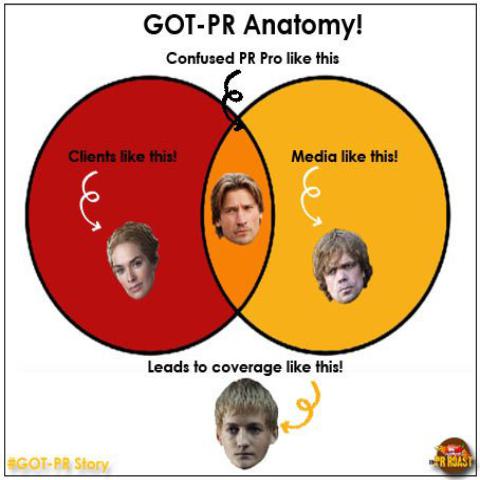 GOT-PR Anatomy!
Confused PR Pro like this
Clients like this!
Media like this!
Leads to coverage like this!
#GOT-PR Story
PR ROAST